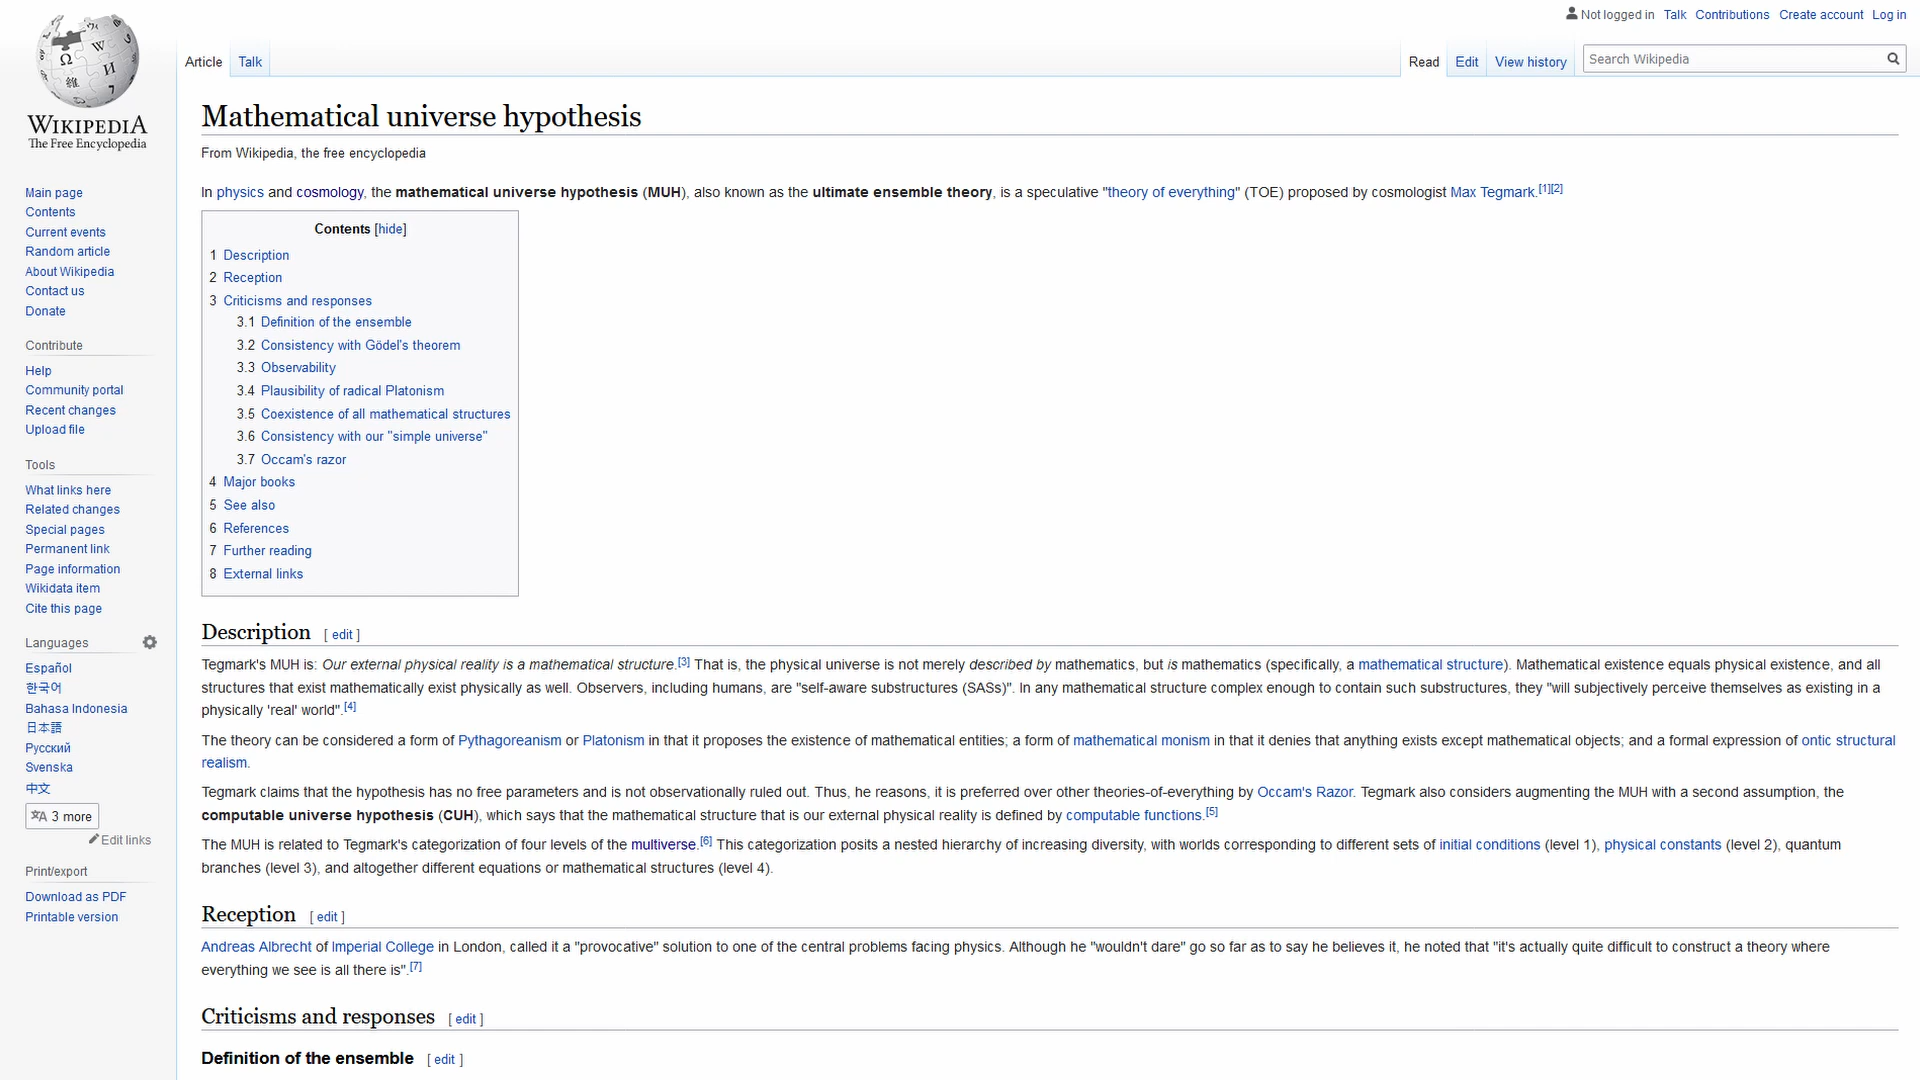 Not logged in Talk Contributions Create account Log in
Article Talk Read Edit View history Search Wikipedia
WIKIPEDIA
The Free Encyclopedia
Main page
Contents
Current events
Random article
About Wikipedia
Contact us
Donate
Contribute
Help
Community portal
Recent changes
Upload file
Tools
What links here
Related changes
Special pages
Permanent link
Page information
Wikidata item
Cite this page
Languages
Español
한국어
Bahasa Indonesia
日本語
Русский
Svenska
中文
3 more
Edit links
Print/export
Download as PDF
Printable version
Mathematical universe hypothesis
From Wikipedia, the free encyclopedia
In physics and cosmology, the mathematical universe hypothesis (MUH), also known as the ultimate ensemble theory, is a speculative "theory of everything" (TOE) proposed by cosmologist Max Tegmark.[1][2]
Contents [hide]
1 Description
2 Reception
3 Criticisms and responses
3.1 Definition of the ensemble
3.2 Consistency with Gödel's theorem
3.3 Observability
3.4 Plausibility of radical Platonism
3.5 Coexistence of all mathematical structures
3.6 Consistency with our "simple universe"
3.7 Occam's razor
4 Major books
5 See also
6 References
7 Further reading
8 External links
Description [ edit ]
Tegmark's MUH is: Our external physical reality is a mathematical structure.[3] That is, the physical universe is not merely described by mathematics, but is mathematics (specifically, a mathematical structure). Mathematical existence equals physical existence, and all
structures that exist mathematically exist physically as well. Observers, including humans, are "self-aware substructures (SASs)". In any mathematical structure complex enough to contain such substructures, they "will subjectively perceive themselves as existing in a
physically 'real' world".[4]
The theory can be considered a form of Pythagoreanism or Platonism in that it proposes the existence of mathematical entities; a form of mathematical monism in that it denies that anything exists except mathematical objects; and a formal expression of ontic structural
realism.
Tegmark claims that the hypothesis has no free parameters and is not observationally ruled out. Thus, he reasons, it is preferred over other theories-of-everything by Occam's Razor. Tegmark also considers augmenting the MUH with a second assumption, the
computable universe hypothesis (CUH), which says that the mathematical structure that is our external physical reality is defined by computable functions.[5]
The MUH is related to Tegmark's categorization of four levels of the multiverse.[6] This categorization posits a nested hierarchy of increasing diversity, with worlds corresponding to different sets of initial conditions (level 1), physical constants (level 2), quantum
branches (level 3), and altogether different equations or mathematical structures (level 4).
Reception [ edit ]
Andreas Albrecht of Imperial College in London, called it a "provocative" solution to one of the central problems facing physics. Although he "wouldn't dare" go so far as to say he believes it, he noted that "it's actually quite difficult to construct a theory where
everything we see is all there is".[7]
Criticisms and responses [ edit ]
Definition of the ensemble [ edit ]